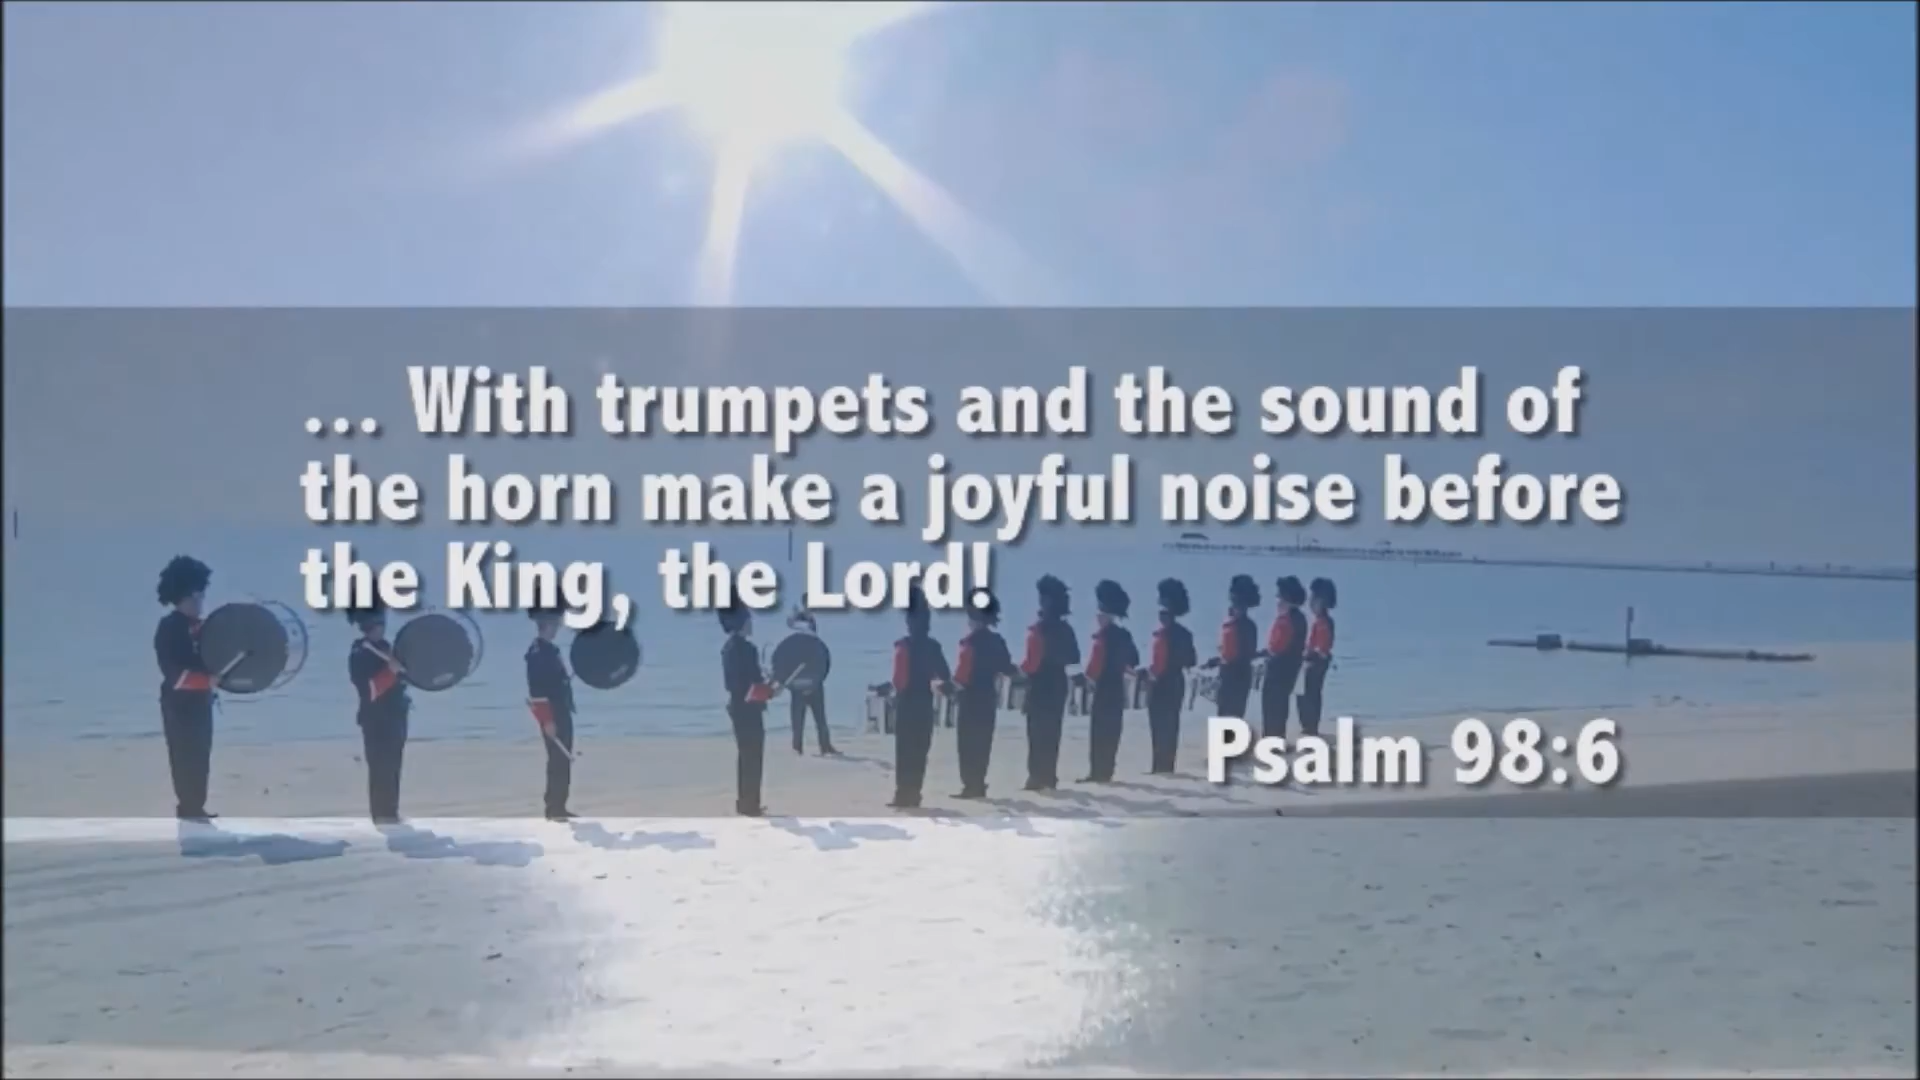 ... With trumpets and the sound of
the horn make a joyful noise before
the King, the Lord!
Psalm 98:6